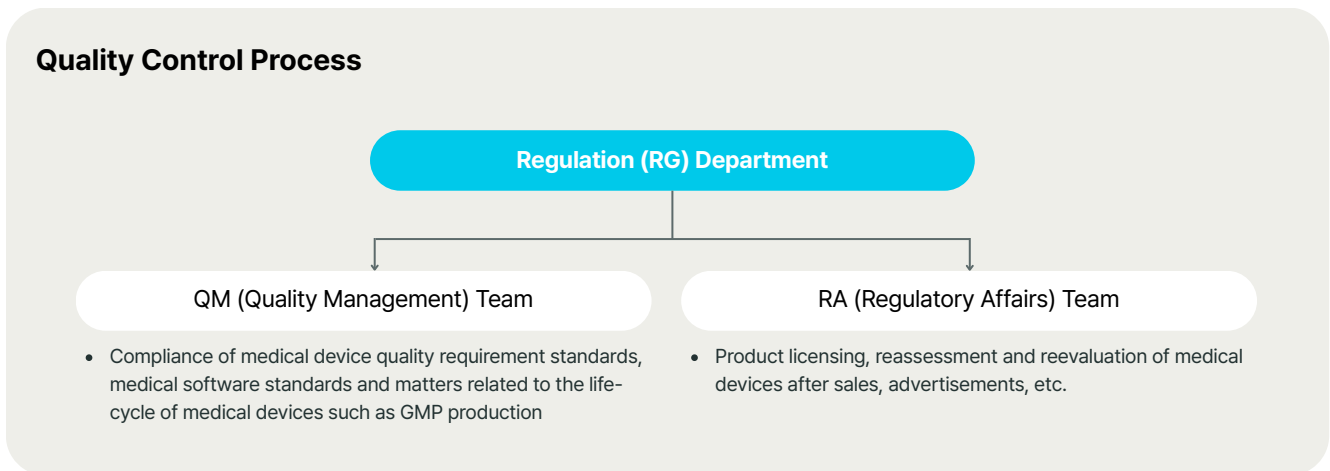 Quality Control Process
Regulation (RG) Department
QM (Quality Management) Team
• Compliance of medical device quality requirement standards,
medical software standards and matters related to the life-
cycle of medical devices such as GMP production
RA (Regulatory Affairs) Team
• Product licensing, reassessment and reevaluation of medical
devices after sales, advertisements, etc.